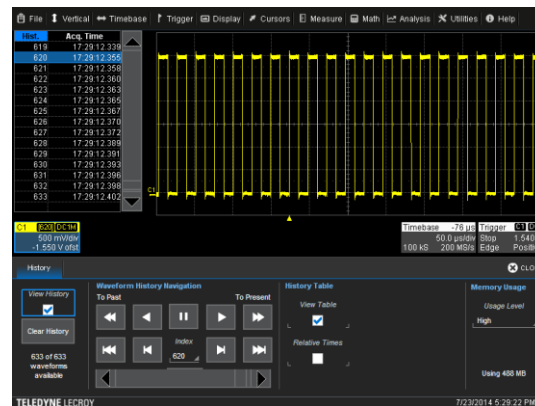 File Vertical Timebase Trigger Display Cursors Measure Math Analysis Utilities Help
Hist. Acq. Time
619 17:29:12.339
620 17:29:12.355
621 17:29:12.358
622 17:29:12.360
623 17:29:12.363
624 17:29:12.365
625 17:29:12.367
626 17:29:12.370
627 17:29:12.372
628 17:29:12.389
629 17:29:12.391
630 17:29:12.393
631 17:29:12.396
632 17:29:12.398
633 17:29:12.402
C1
C1 [620] DC1M
500 mV/div
-1.550 V ofst
Timebase -76 µs
50.0 µs/div
100 kS 200 MS/s
Trigger C1
Stop 1.540
Edge Positi
History
CLO
View History
Clear History
633 of 633
waveforms
available
Waveform History Navigation
To Past To Present
Index
620
History Table
View Table
Relative Times
Memory Usage
Usage Level
High
Using 488 MB
TELEDYNE LECROY 7/23/2014 5:29:22 PM